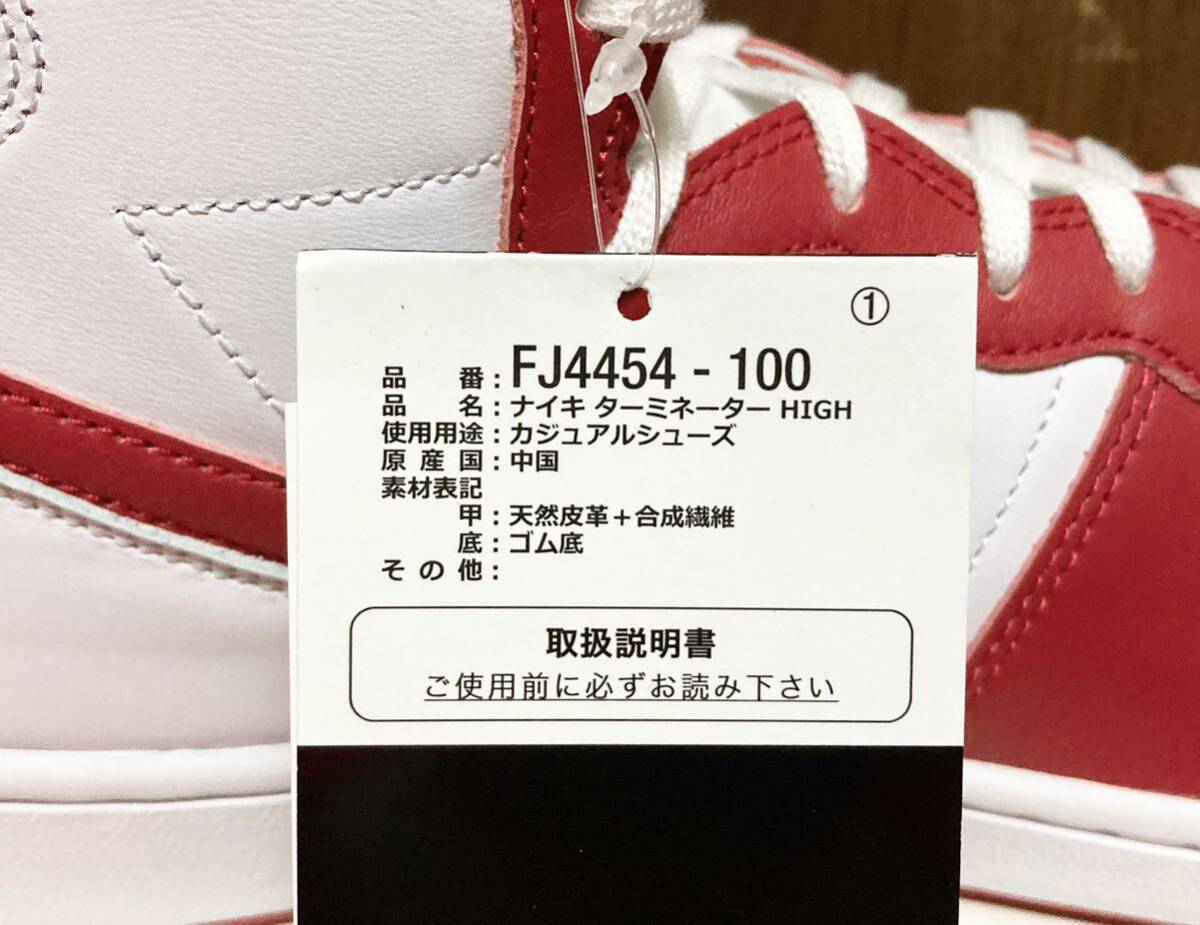 ①
品 番：FJ4454 - 100
品 名：ナイキ ターミネーター HIGH
使用用途：カジュアルシューズ
原 産 国：中国
素材表記
甲：天然皮革＋合成繊維
底：ゴム底
そ の 他：
取扱説明書
ご使用前に必ずお読み下さい